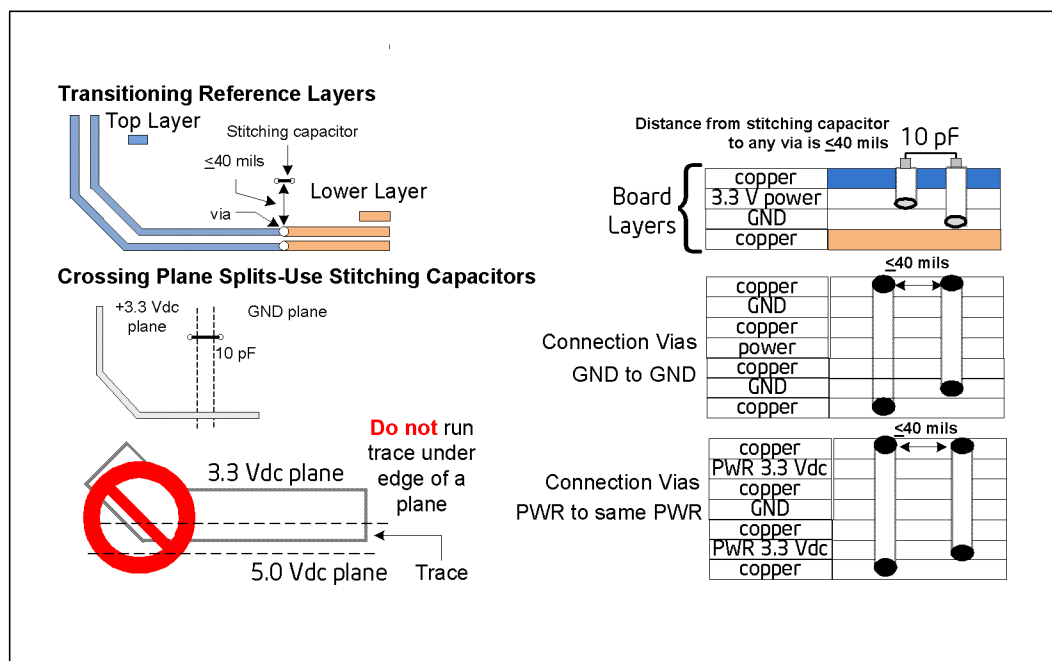 Transitioning Reference Layers
Top Layer
Stitching capacitor
≤40 mils
Lower Layer
via
Crossing Plane Splits-Use Stitching Capacitors
+3.3 Vdc
plane
GND plane
10 pF
Do not run
trace under
edge of a
plane
3.3 Vdc plane
5.0 Vdc plane
Trace
Distance from stitching capacitor
to any via is ≤40 mils
10 pF
Board
Layers
copper
3.3 V power
GND
copper
≤40 mils
Connection Vias
GND to GND
copper
GND
copper
power
copper
GND
copper
≤40 mils
Connection Vias
PWR to same PWR
copper
PWR 3.3 Vdc
copper
GND
copper
PWR 3.3 Vdc
copper